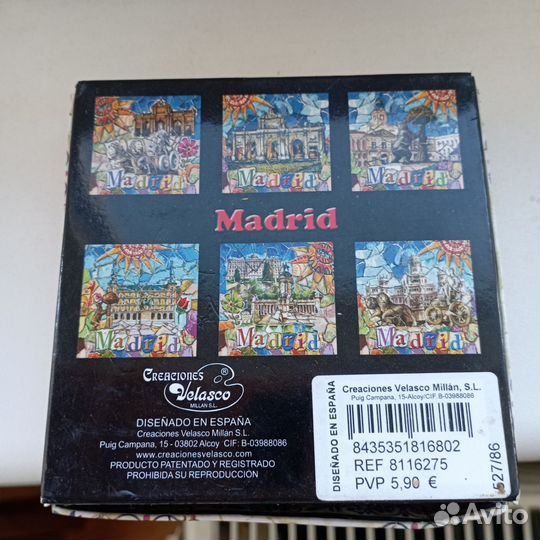 Madrid Madrid Madrid
Madrid
Madrid Madrid Madrid
CREACIONES
Velasco
MILLAN S.L.
DISEÑADO EN ESPAÑA
Creaciones Velasco Millan S.L.
Puig Campana, 15 - 03802 Alcoy CIF: B-03988086
www.creacionesvelasco.com
PRODUCTO PATENTADO Y REGISTRADO
PROHIBIDA SU REPRODUCCION
DISEÑADO EN ESPAÑA
Creaciones Velasco Millán, S.L.
Puig Campana, 15-Alcoy/CIF.B-03988086
8435351816802
REF 8116275
PVP 5,90 €
527/86
Avito